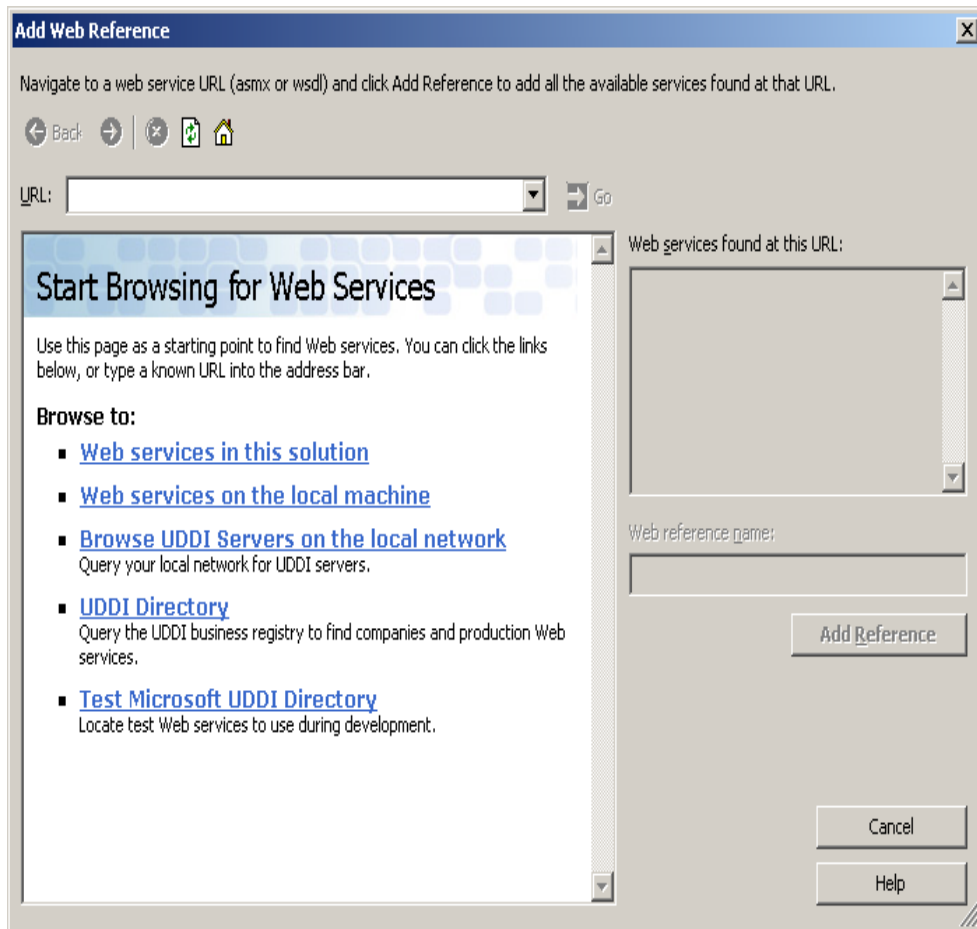 Add Web Reference
Navigate to a web service URL (asmx or wsdl) and click Add Reference to add all the available services found at that URL.
Back
URL:
Go
Start Browsing for Web Services
Use this page as a starting point to find Web services. You can click the links
below, or type a known URL into the address bar.
Browse to:
Web services in this solution
Web services on the local machine
Browse UDDI Servers on the local network
Query your local network for UDDI servers.
UDDI Directory
Query the UDDI business registry to find companies and production Web
services.
Test Microsoft UDDI Directory
Locate test Web services to use during development.
Web services found at this URL:
Web reference name:
Add Reference
Cancel
Help